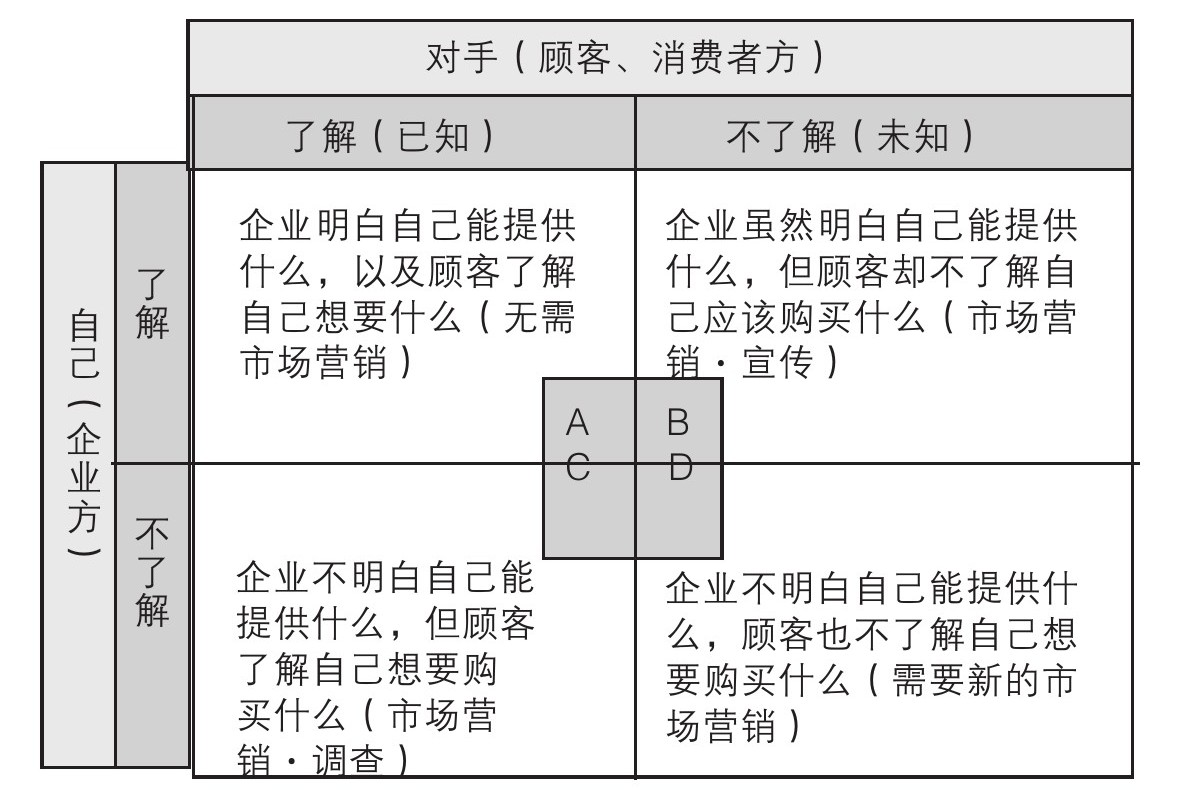 对手（顾客、消费者方）
了解（已知）
不了解（未知）
自己（企业方）
了解
企业明白自己能提供
什么，以及顾客了解
自己想要什么（无需
市场营销）
企业虽然明白自己能提供
什么，但顾客却不了解自
己应该购买什么（市场营
销·宣传）
A
B
C
D
不了解
企业不明白自己能
提供什么，但顾客
了解自己想要购
买什么（市场营
销·调查）
企业不明白自己能提供什
么，顾客也不了解自己想
要购买什么（需要新的市
场营销）